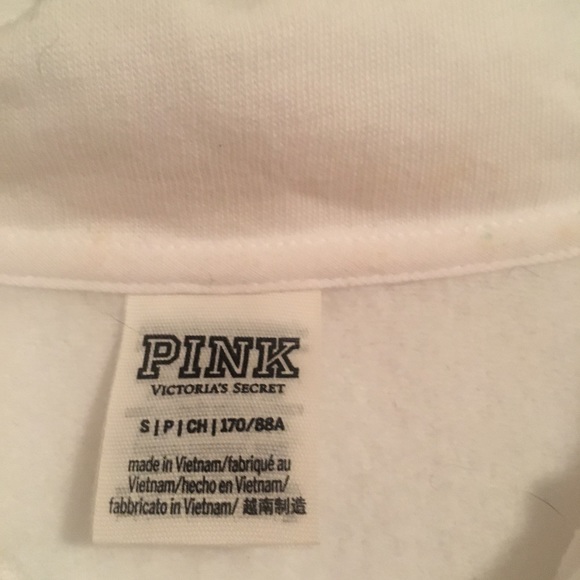 PINK
VICTORIA'S SECRET
S | P | CH | 170/88A
made in Vietnam/fabriqué au
Vietnam/hecho en Vietnam/
fabbricato in Vietnam/ 越南制造